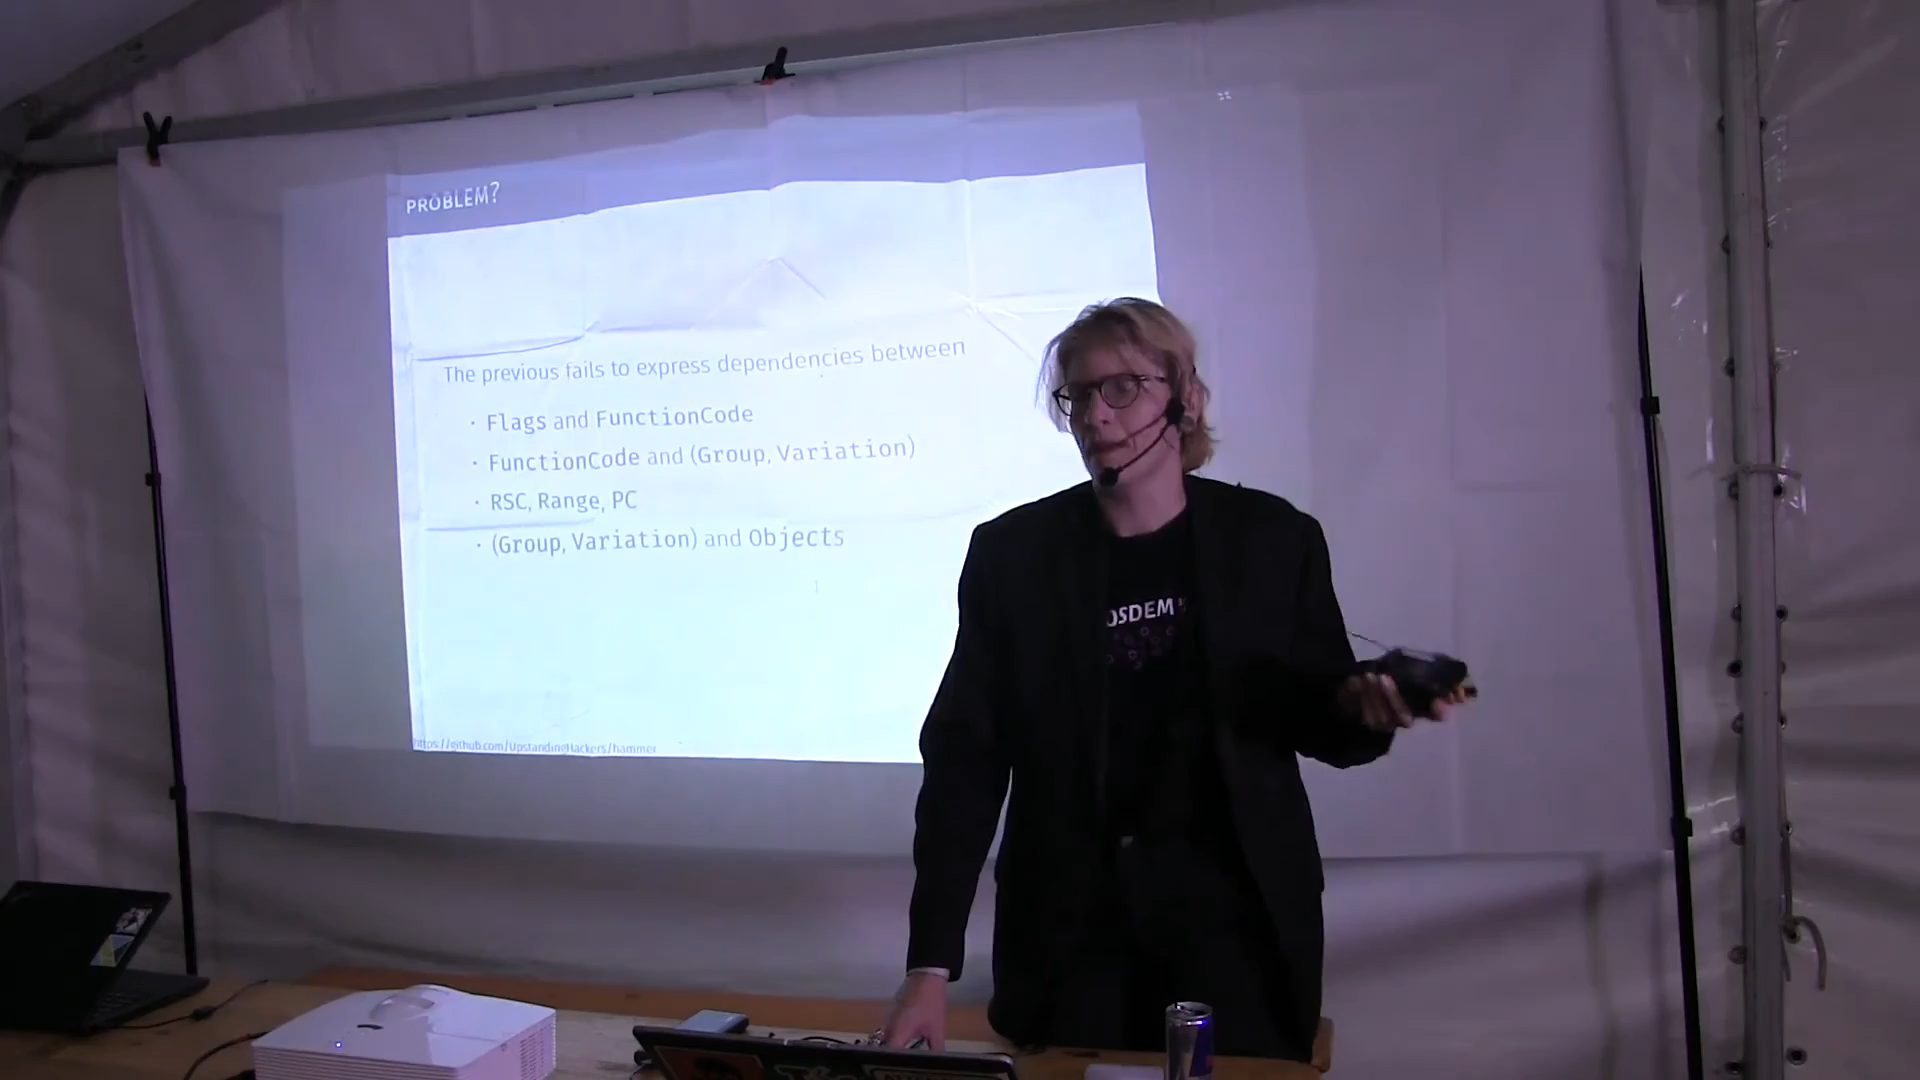 PROBLEM?
The previous fails to express dependencies between
· Flags and FunctionCode
· FunctionCode and (Group, Variation)
· RSC, Range, PC
· (Group, Variation) and Objects
https://github.com/UpstandingHackers/hammer
OSDEM